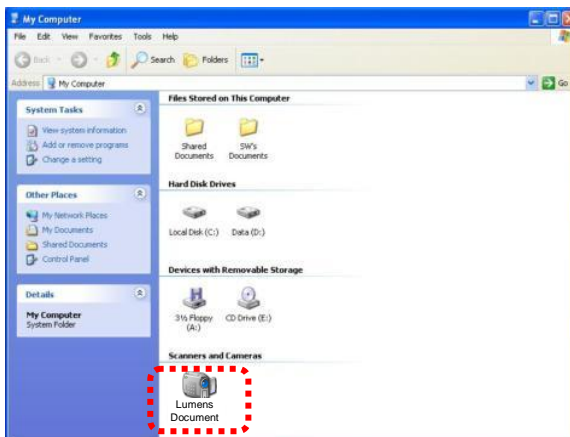 My Computer
File Edit View Favorites Tools Help
Back Search Folders
Address My Computer Go
Files Stored on This Computer
System Tasks
View system information
Add or remove programs
Change a setting
Shared Documents
SW's Documents
Hard Disk Drives
Other Places
My Network Places
My Documents
Shared Documents
Control Panel
Local Disk (C:) Data (D:)
Devices with Removable Storage
Details
My Computer
System Folder
3½ Floppy (A:)
CD Drive (E:)
Scanners and Cameras
Lumens
Document